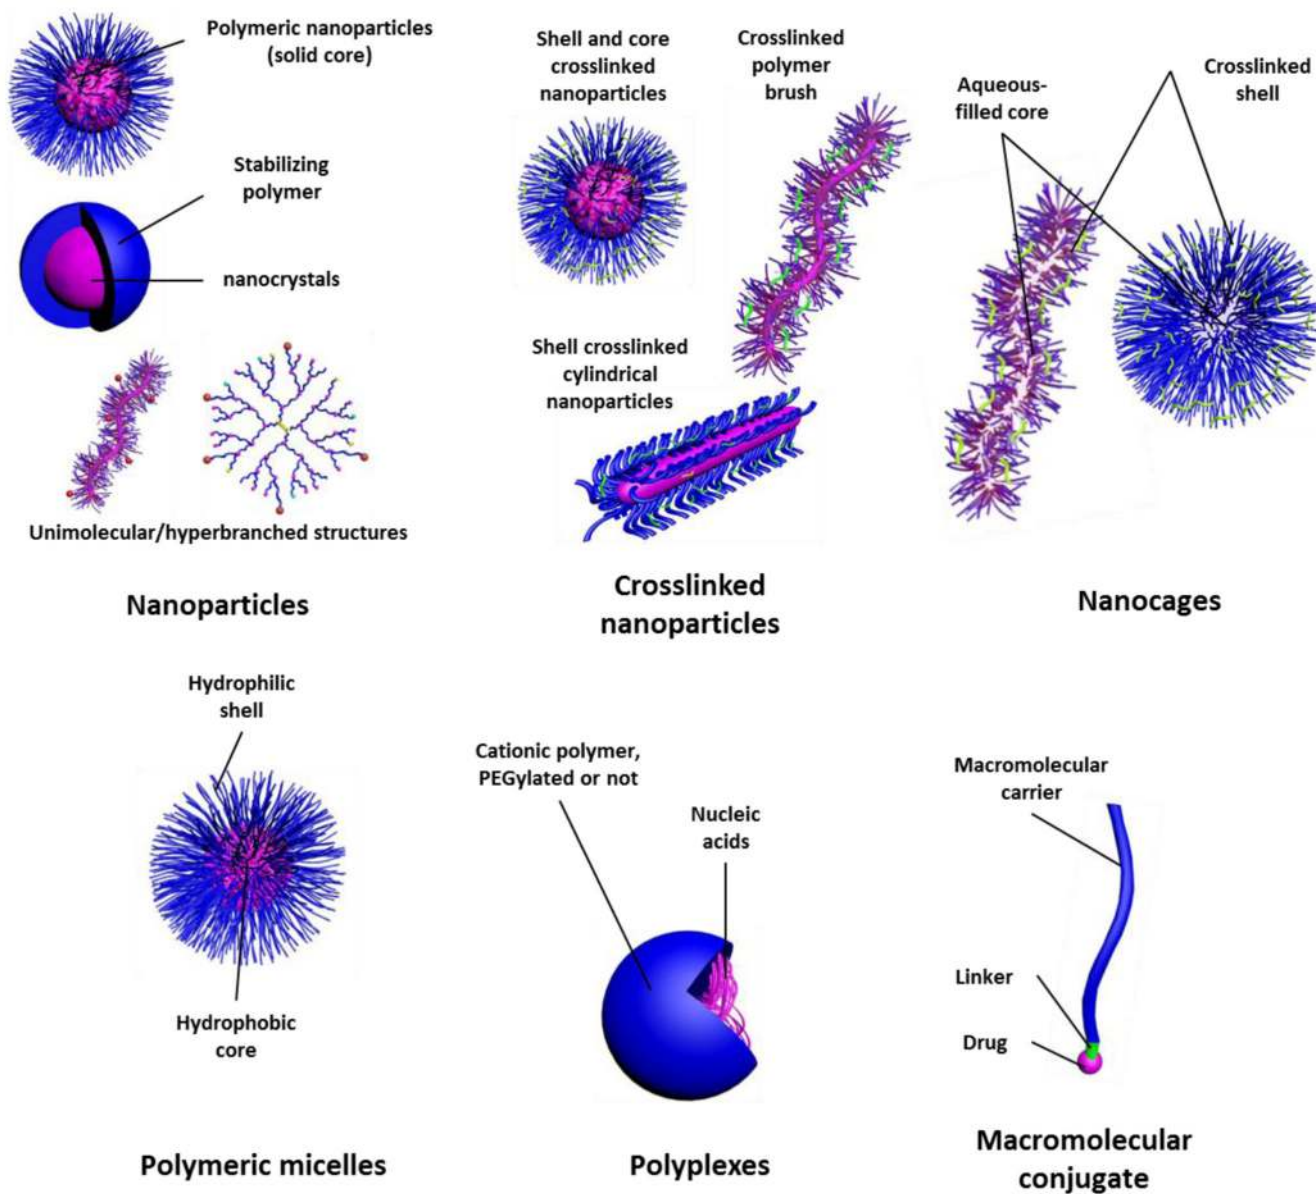 Polymeric nanoparticles
(solid core)
Stabilizing
polymer
nanocrystals
Unimolecular/hyperbranched structures
Nanoparticles
Shell and core
crosslinked
nanoparticles
Crosslinked
polymer
brush
Shell crosslinked
cylindrical
nanoparticles
Crosslinked
nanoparticles
Aqueous-
filled core
Crosslinked
shell
Nanocages
Hydrophilic
shell
Hydrophobic
core
Polymeric micelles
Cationic polymer,
PEGylated or not
Nucleic
acids
Polyplexes
Macromolecular
carrier
Linker
Drug
Macromolecular
conjugate